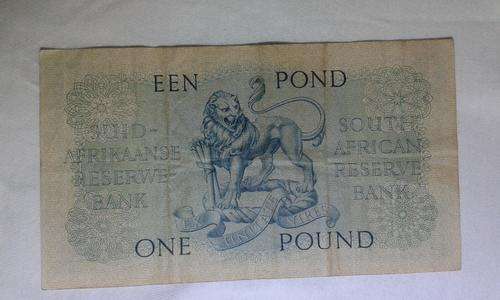 EEN POND
SUID-
AFRIKAANSE
RESERWE
BANK
SOUTH
AFRICAN
RESERVE
BANK
ONE POUND